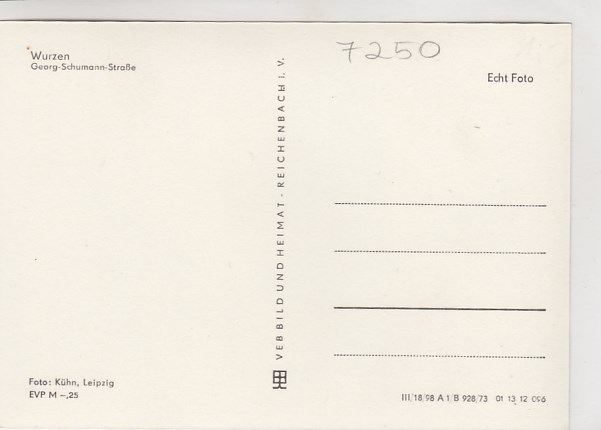 Wurzen
Georg-Schumann-Straße
7250
Echt Foto
VEB BILD UND HEIMAT · REICHENBACH I. V.
Foto: Kühn, Leipzig
EVP M –,25
III/18/98 A 1/B 928/73 01 13 12 096